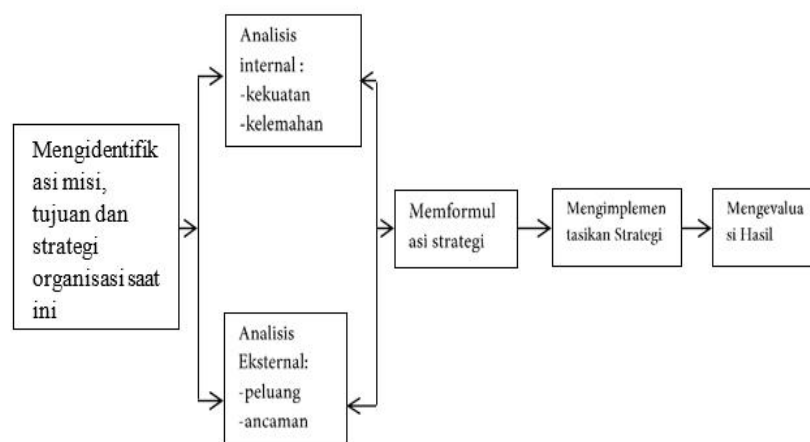 Mengidentifik
asi misi,
tujuan dan
strategi
organisasi saat
ini
Analisis
internal :
-kekuatan
-kelemahan
Analisis
Eksternal:
-peluang
-ancaman
Memformul
asi strategi
Mengimplemen
tasikan Strategi
Mengevalua
si Hasil